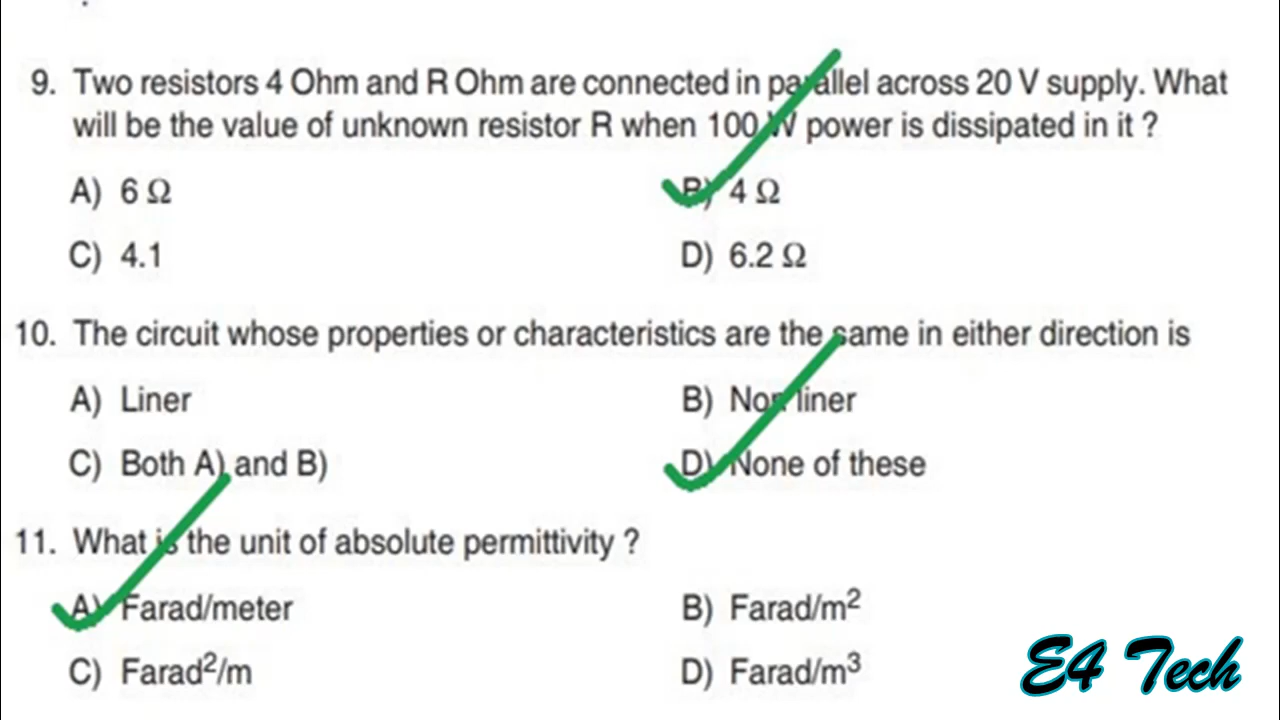 9. Two resistors 4 Ohm and R Ohm are connected in parallel across 20 V supply. What
will be the value of unknown resistor R when 100 W power is dissipated in it ?
A) 6 Ω
B) 4 Ω
C) 4.1
D) 6.2 Ω
10. The circuit whose properties or characteristics are the same in either direction is
A) Liner
B) Non liner
C) Both A) and B)
D) None of these
11. What is the unit of absolute permittivity ?
A) Farad/meter
B) Farad/m²
C) Farad²/m
D) Farad/m³
E4 Tech